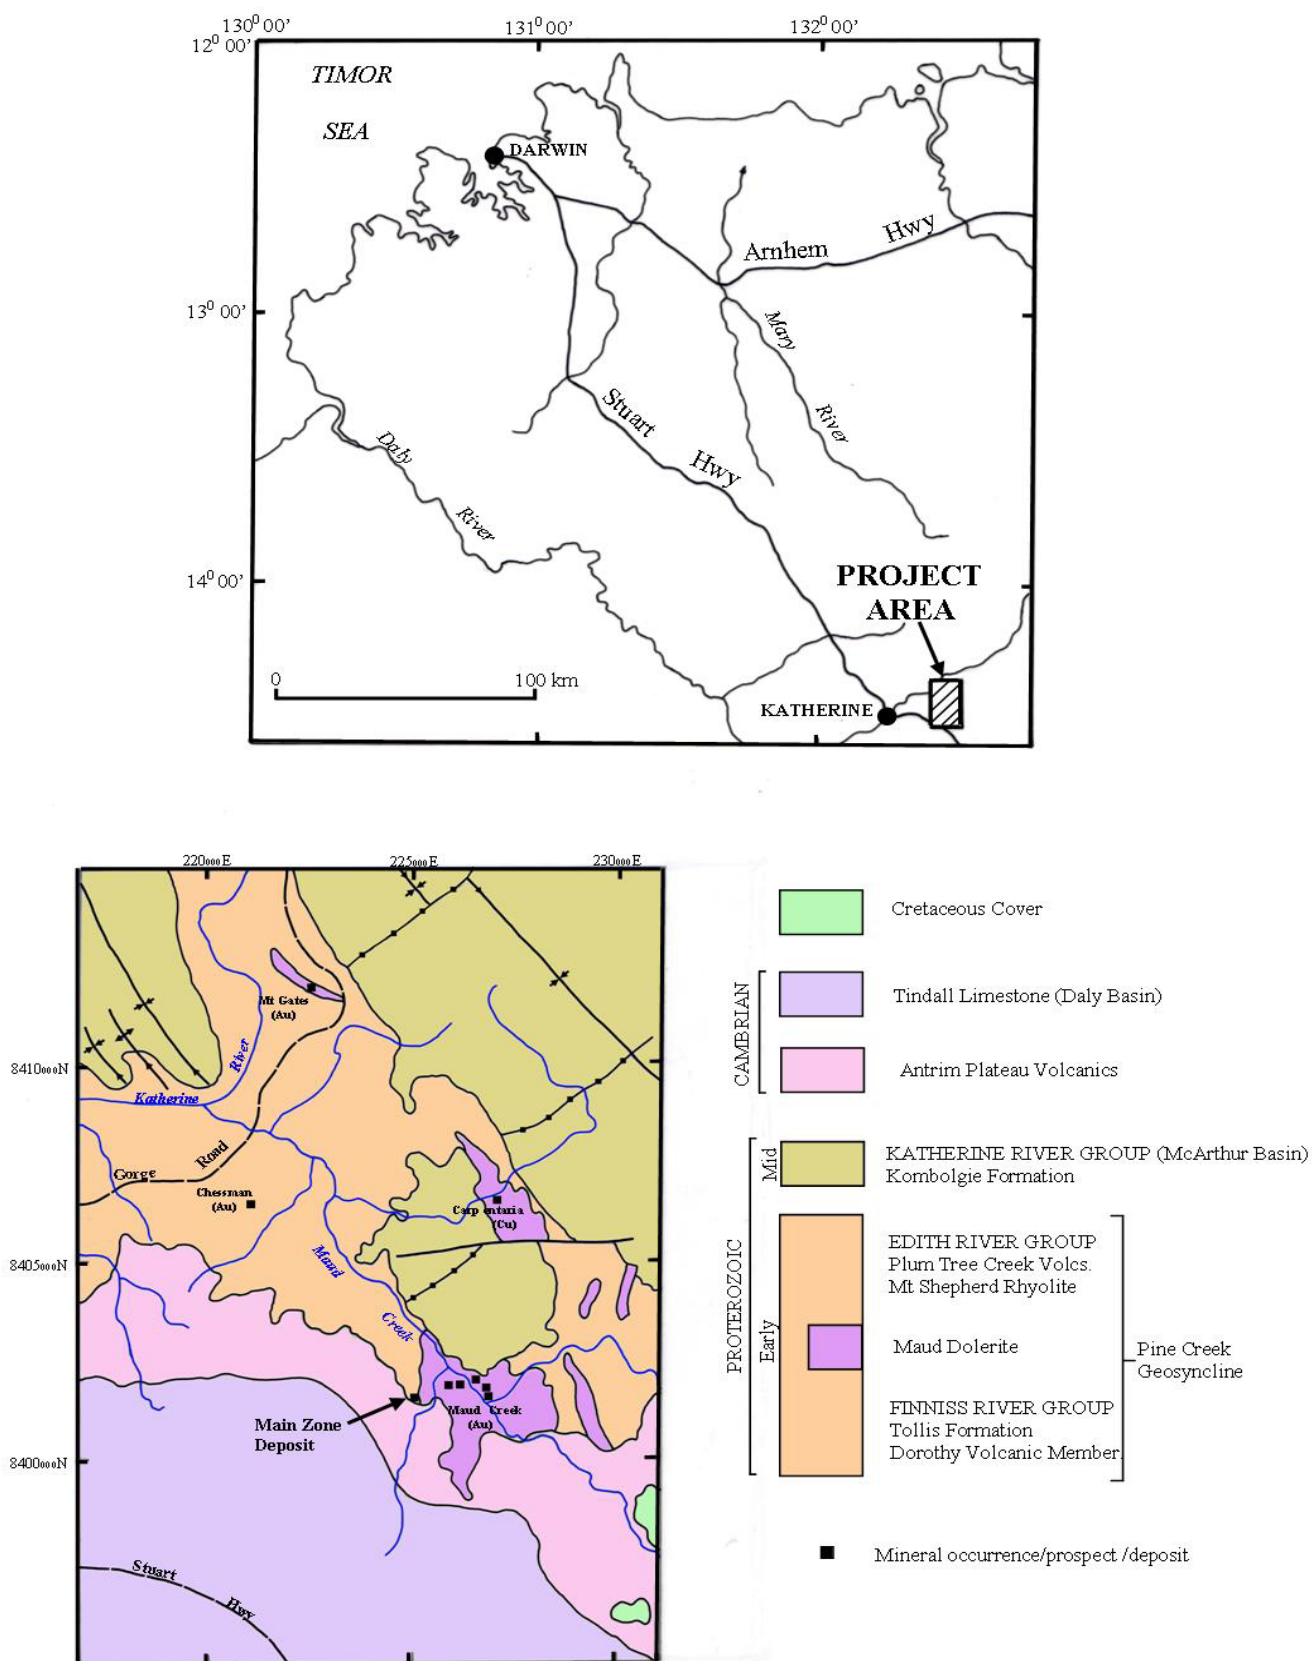 130⁰ 00’
131⁰ 00’
132⁰ 00’
12⁰ 00’
TIMOR
SEA
DARWIN
Arnhem
Hwy
13⁰ 00’
Mary
River
Stuart
Hwy
Daly
River
14⁰ 00’
PROJECT
AREA
0
100 km
KATHERINE
220000E
225000E
230000E
Mt Gates
(Au)
River
8410000N
Katherine
Gorge
Road
Chessman
(Au)
Carpentaria
(Cu)
Maud
8405000N
Creek
Main Zone
Deposit
Maud Creek
(Au)
8400000N
Stuart
Hwy
Cretaceous Cover
CAMBRIAN
Tindall Limestone (Daly Basin)
Antrim Plateau Volcanics
PROTEROZOIC
Mid
KATHERINE RIVER GROUP (McArthur Basin)
Kombolgie Formation
Early
EDITH RIVER GROUP
Plum Tree Creek Volcs.
Mt Shepherd Rhyolite
Maud Dolerite
Pine Creek
Geosyncline
FINNISS RIVER GROUP
Tollis Formation
Dorothy Volcanic Member
Mineral occurrence/prospect /deposit